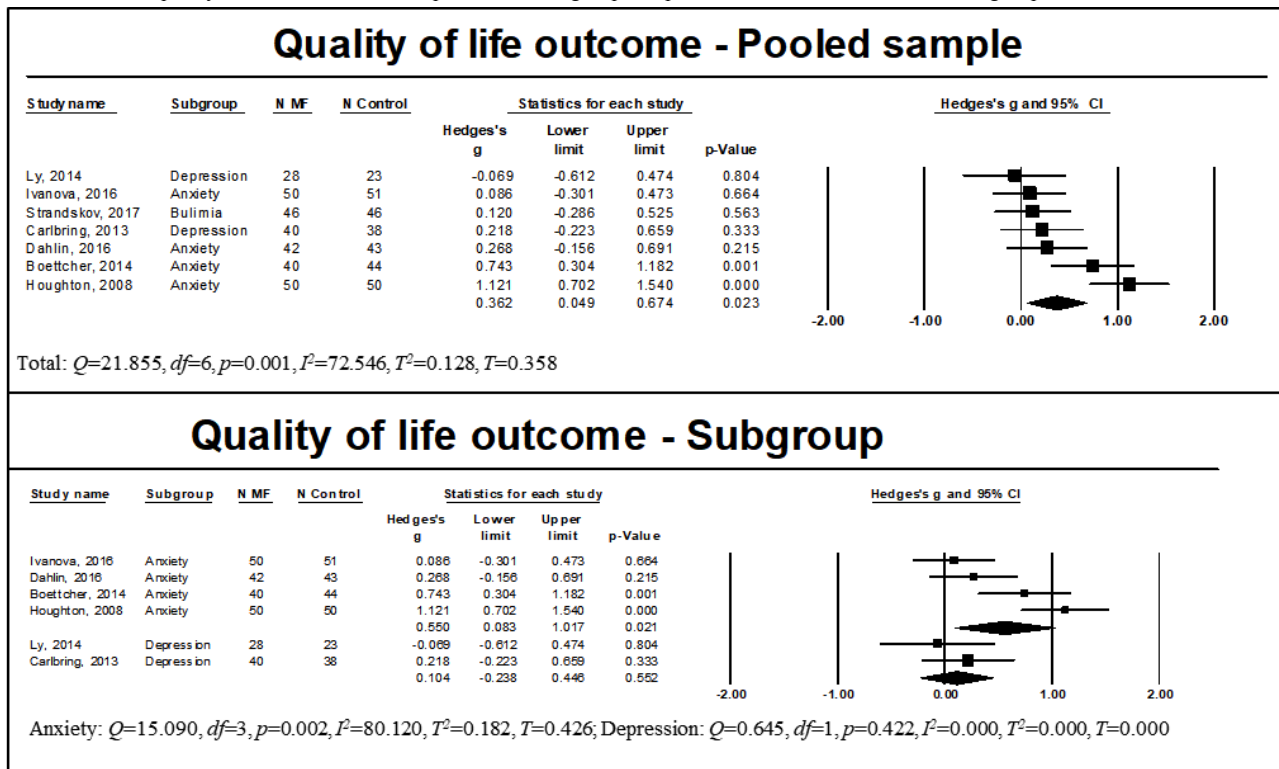 Quality of life outcome - Pooled sample
Study name Subgroup N MF N Control Statistics for each study Hedges's g and 95% CI
Hedges's g Lower limit Upper limit p-Value
Ly, 2014 Depression 28 23 -0.069 -0.612 0.474 0.804
Ivanova, 2016 Anxiety 50 51 0.086 -0.301 0.473 0.664
Strandskov, 2017 Bulimia 46 46 0.120 -0.286 0.525 0.563
Carlbring, 2013 Depression 40 38 0.218 -0.223 0.659 0.333
Dahlin, 2016 Anxiety 42 43 0.268 -0.156 0.691 0.215
Boettcher, 2014 Anxiety 40 44 0.743 0.304 1.182 0.001
Houghton, 2008 Anxiety 50 50 1.121 0.702 1.540 0.000
0.362 0.049 0.674 0.023
-2.00 -1.00 0.00 1.00 2.00
Total: Q=21.855, df=6, p=0.001, I²=72.546, T²=0.128, T=0.358
Quality of life outcome - Subgroup
Study name Subgroup N MF N Control Statistics for each study Hedges's g and 95% CI
Hedges's g Lower limit Upper limit p-Value
Ivanova, 2016 Anxiety 50 51 0.086 -0.301 0.473 0.664
Dahlin, 2016 Anxiety 42 43 0.268 -0.156 0.691 0.215
Boettcher, 2014 Anxiety 40 44 0.743 0.304 1.182 0.001
Houghton, 2008 Anxiety 50 50 1.121 0.702 1.540 0.000
0.550 0.083 1.017 0.021
Ly, 2014 Depression 28 23 -0.069 -0.612 0.474 0.804
Carlbring, 2013 Depression 40 38 0.218 -0.223 0.659 0.333
0.104 -0.238 0.446 0.552
-2.00 -1.00 0.00 1.00 2.00
Anxiety: Q=15.090, df=3, p=0.002, I²=80.120, T²=0.182, T=0.426; Depression: Q=0.645, df=1, p=0.422, I²=0.000, T²=0.000, T=0.000